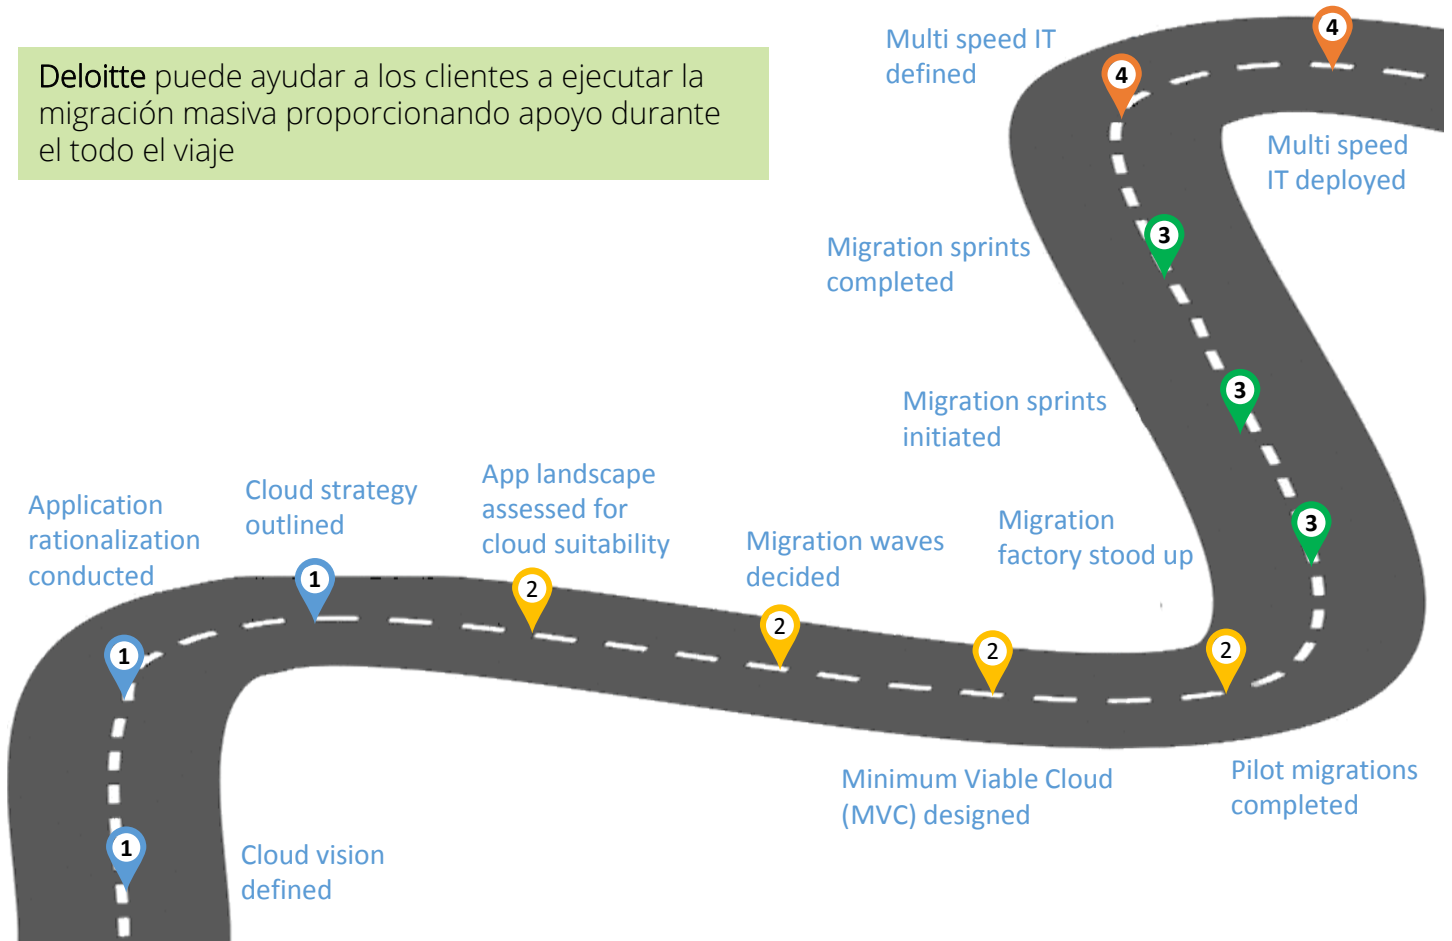 Deloitte puede ayudar a los clientes a ejecutar la
migración masiva proporcionando apoyo durante
el todo el viaje
Multi speed IT
defined
4
4
Multi speed
IT deployed
Migration sprints
completed
3
Migration sprints
initiated
3
Migration
factory stood up
3
Application
rationalization
conducted
1
Cloud strategy
outlined
1
App landscape
assessed for
cloud suitability
2
Migration waves
decided
2
2
2
Minimum Viable Cloud
(MVC) designed
Pilot migrations
completed
1
Cloud vision
defined